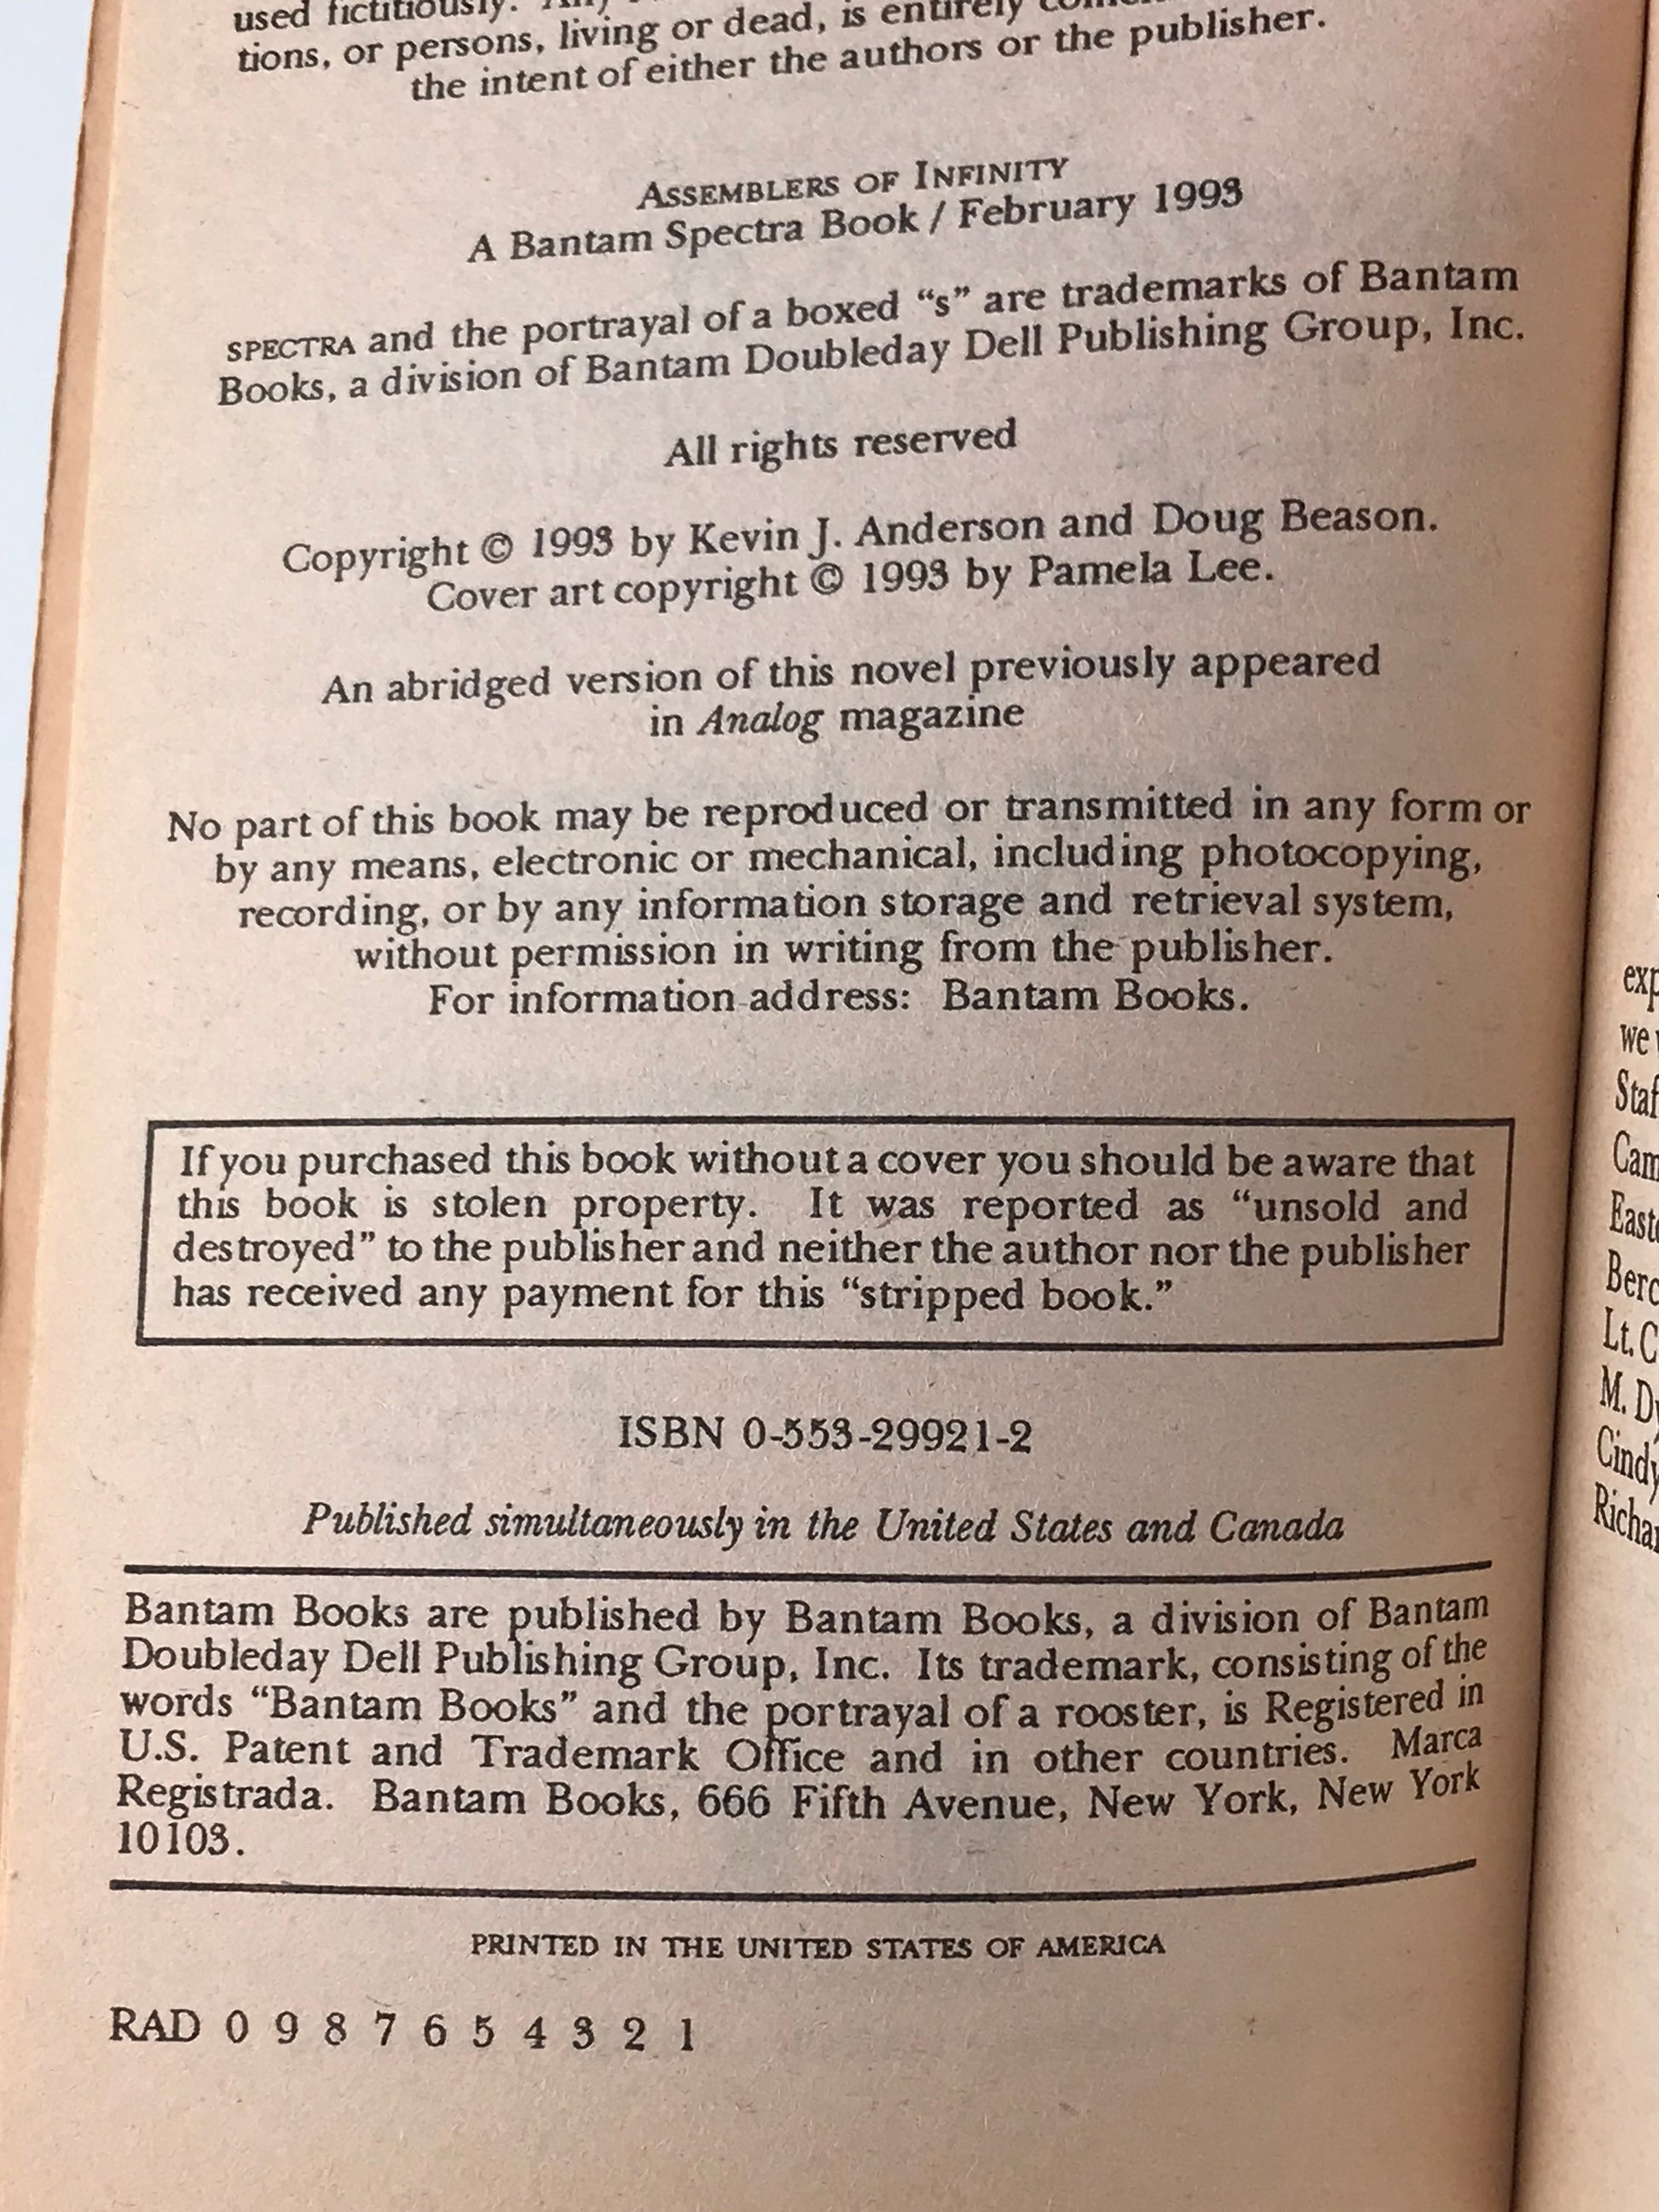 used fictitiously.
tions, or persons, living or dead, is entirely
the intent of either the authors or the publisher.
ASSEMBLERS OF INFINITY
A Bantam Spectra Book / February 1993
SPECTRA and the portrayal of a boxed “s” are trademarks of Bantam
Books, a division of Bantam Doubleday Dell Publishing Group, Inc.
All rights reserved
Copyright © 1993 by Kevin J. Anderson and Doug Beason.
Cover art copyright © 1993 by Pamela Lee.
An abridged version of this novel previously appeared
in Analog magazine
No part of this book may be reproduced or transmitted in any form or
by any means, electronic or mechanical, including photocopying,
recording, or by any information storage and retrieval system,
without permission in writing from the publisher.
For information address: Bantam Books.
If you purchased this book without a cover you should be aware that
this book is stolen property. It was reported as “unsold and
destroyed” to the publisher and neither the author nor the publisher
has received any payment for this “stripped book.”
ISBN 0-553-29921-2
Published simultaneously in the United States and Canada
Bantam Books are published by Bantam Books, a division of Bantam
Doubleday Dell Publishing Group, Inc. Its trademark, consisting of the
words “Bantam Books” and the portrayal of a rooster, is Registered in
U.S. Patent and Trademark Office and in other countries. Marca
Registrada. Bantam Books, 666 Fifth Avenue, New York, New York
10103.
PRINTED IN THE UNITED STATES OF AMERICA
RAD 0 9 8 7 6 5 4 3 2 1
we
Lt.
M.
Cindy